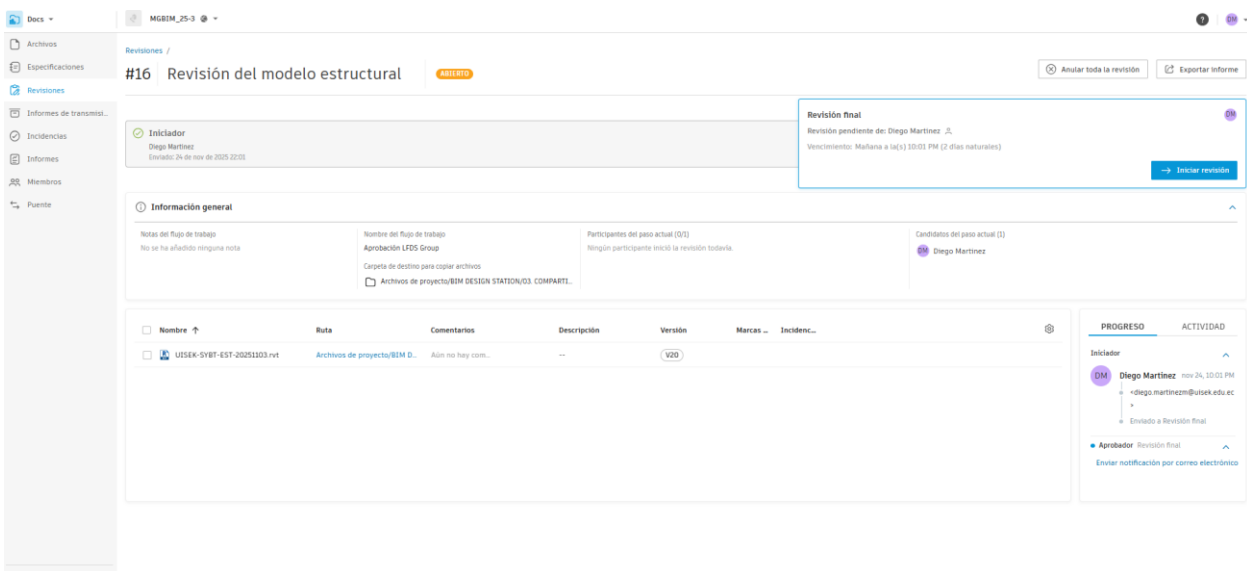 Docs
MGBIM_25-3
DM
Archivos
Especificaciones
Revisiones
Informes de transmisi...
Incidencias
Informes
Miembros
Puente
Revisiones /
#16 Revisión del modelo estructural
ABIERTO
Anular toda la revisión
Exportar informe
Iniciador
Diego Martinez
Enviado: 24 de nov de 2025 22:01
Revisión final
DM
Revisión pendiente de: Diego Martinez
Vencimiento: Mañana a la(s) 10:01 PM (2 días naturales)
Iniciar revisión
Información general
Notas del flujo de trabajo
No se ha añadido ninguna nota
Nombre del flujo de trabajo
Aprobación LFDS Group
Carpeta de destino para copiar archivos
Archivos de proyecto/BIM DESIGN STATION/03. COMPARTI...
Participantes del paso actual (0/1)
Ningún participante inició la revisión todavía.
Candidatos del paso actual (1)
DM Diego Martinez
Nombre Ruta Comentarios Descripción Versión Marcas ... Incidenc...
UISEK-SYBT-EST-20251103.rvt Archivos de proyecto/BIM D... Aún no hay com... -- V20
PROGRESO ACTIVIDAD
Iniciador
DM Diego Martinez nov 24, 10:01 PM
<diego.martinezm@uisek.edu.ec
>
Enviado a Revisión final
Aprobador Revisión final
Enviar notificación por correo electrónico